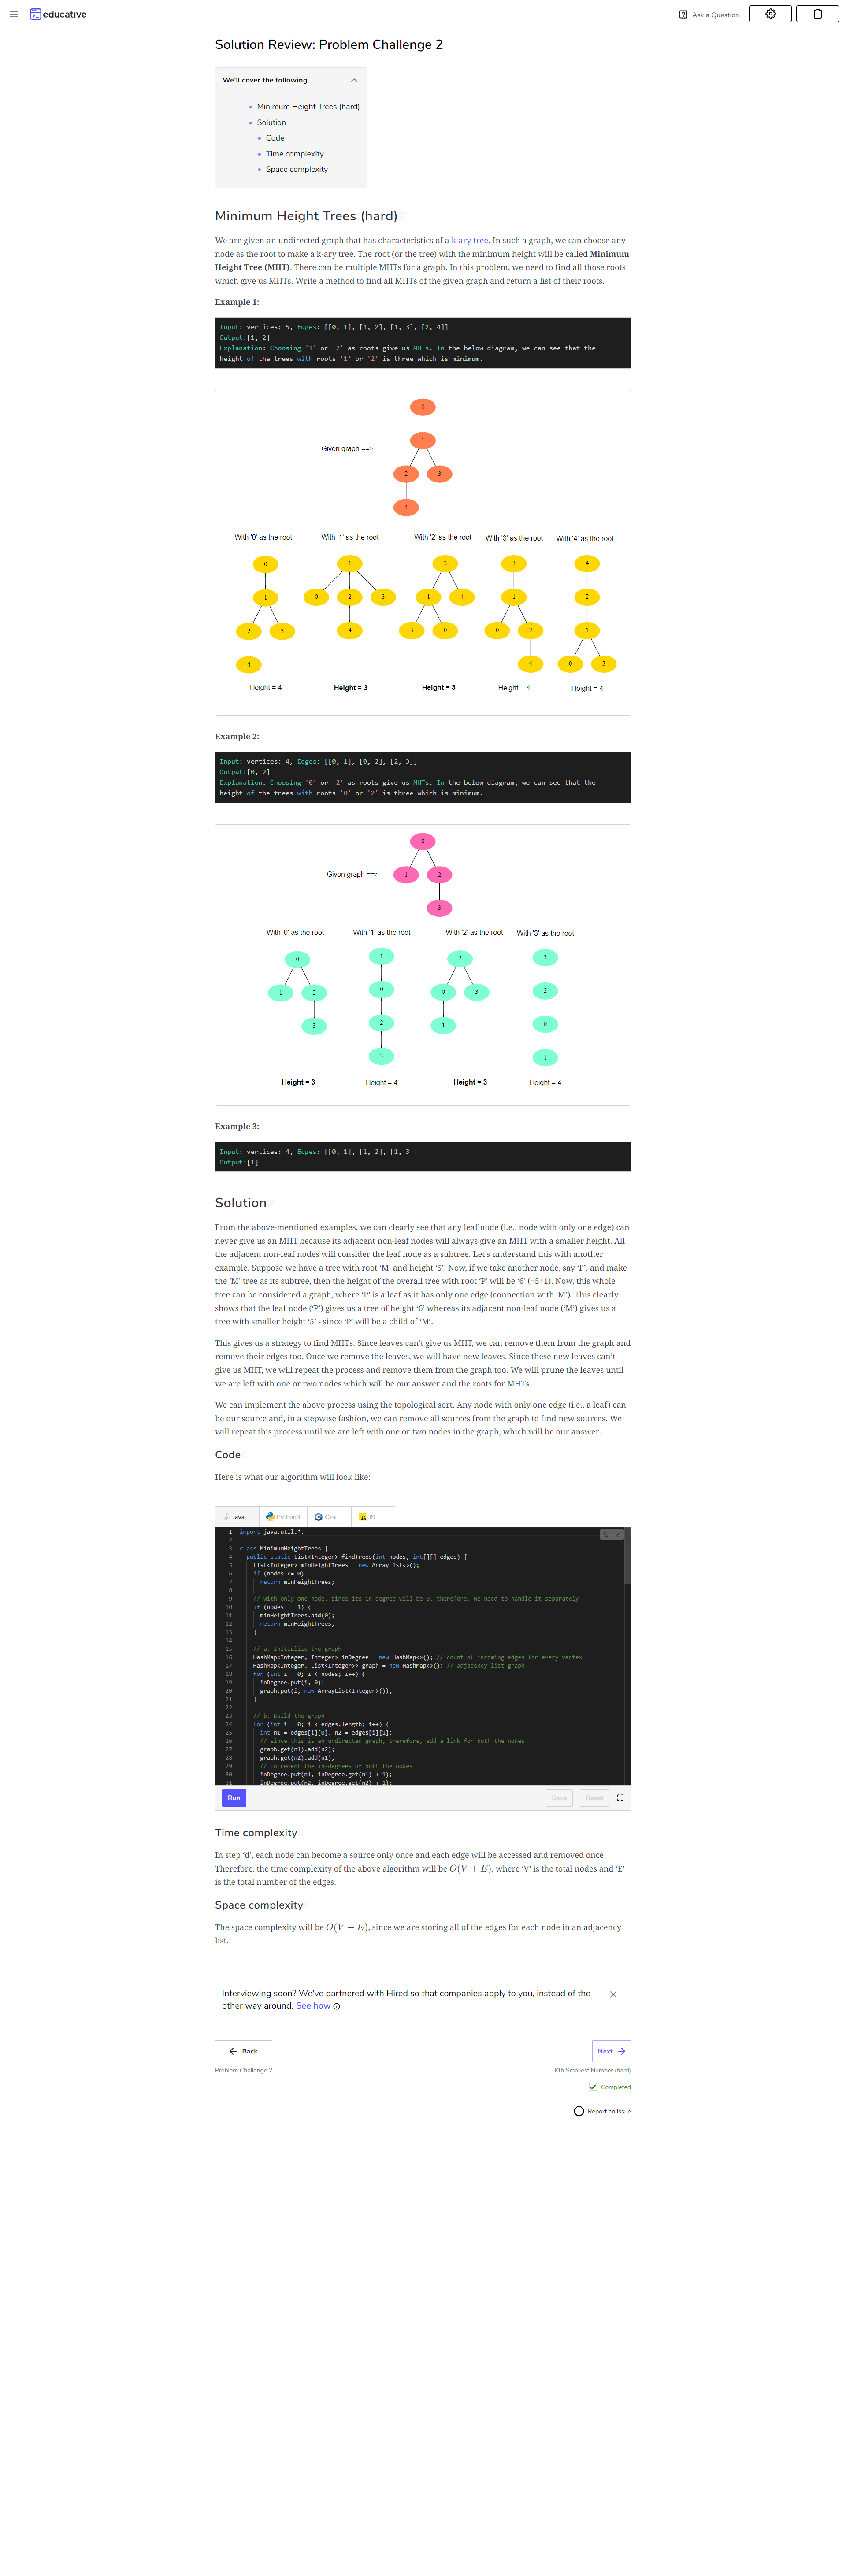 educative
Ask a Question
Solution Review: Problem Challenge 2
We'll cover the following
Minimum Height Trees (hard)
Solution
Code
Time complexity
Space complexity
Minimum Height Trees (hard)
We are given an undirected graph that has characteristics of a k-ary tree. In such a graph, we can choose any
node as the root to make a k-ary tree. The root (or the tree) with the minimum height will be called Minimum
Height Tree (MHT). There can be multiple MHTs for a graph. In this problem, we need to find all those roots
which give us MHTs. Write a method to find all MHTs of the given graph and return a list of their roots.
Example 1:
Input: vertices: 5, Edges: [[0, 1], [1, 2], [1, 3], [2, 4]]
Output:[1, 2]
Explanation: Choosing '1' or '2' as roots give us MHTs. In the below diagram, we can see that the
height of the trees with roots '1' or '2' is three which is minimum.
0
Given graph ==>
1
2 3
4
With '0' as the root With '1' as the root With '2' as the root With '3' as the root With '4' as the root
0 1 2 3 4
1 0 2 3 1 4 1 2
2 3 4 3 0 0 2 1
4 4 0 3
Height = 4 Height = 3 Height = 3 Height = 4 Height = 4
Example 2:
Input: vertices: 4, Edges: [[0, 1], [0, 2], [2, 3]]
Output:[0, 2]
Explanation: Choosing '0' or '2' as roots give us MHTs. In the below diagram, we can see that the
height of the trees with roots '0' or '2' is three which is minimum.
0
Given graph ==> 1 2
3
With '0' as the root With '1' as the root With '2' as the root With '3' as the root
0 1 2 3
1 2 0 0 3 2
3 2 1 0
3 1
Height = 3 Height = 4 Height = 3 Height = 4
Example 3:
Input: vertices: 4, Edges: [[0, 1], [1, 2], [1, 3]]
Output:[1]
Solution
From the above-mentioned examples, we can clearly see that any leaf node (i.e., node with only one edge) can
never give us an MHT because its adjacent non-leaf nodes will always give an MHT with a smaller height. All
the adjacent non-leaf nodes will consider the leaf node as a subtree. Let’s understand this with another
example. Suppose we have a tree with root ‘M’ and height ‘5’. Now, if we take another node, say ‘P’, and make
the ‘M’ tree as its subtree, then the height of the overall tree with root ‘P’ will be ‘6’ (=5+1). Now, this whole
tree can be considered a graph, where ‘P’ is a leaf as it has only one edge (connection with ‘M’). This clearly
shows that the leaf node (‘P’) gives us a tree of height ‘6’ whereas its adjacent non-leaf node (‘M’) gives us a
tree with smaller height ‘5’ - since ‘P’ will be a child of ‘M’.
This gives us a strategy to find MHTs. Since leaves can’t give us MHT, we can remove them from the graph and
remove their edges too. Once we remove the leaves, we will have new leaves. Since these new leaves can’t
give us MHT, we will repeat the process and remove them from the graph too. We will prune the leaves until
we are left with one or two nodes which will be our answer and the roots for MHTs.
We can implement the above process using the topological sort. Any node with only one edge (i.e., a leaf) can
be our source and, in a stepwise fashion, we can remove all sources from the graph to find new sources. We
will repeat this process until we are left with one or two nodes in the graph, which will be our answer.
Code
Here is what our algorithm will look like:
Java Python3 C++ JS
1 import java.util.*;
2
3 class MinimumHeightTrees {
4 public static List<Integer> findTrees(int nodes, int[][] edges) {
5 List<Integer> minHeightTrees = new ArrayList<>();
6 if (nodes <= 0)
7 return minHeightTrees;
8
9 // with only one node, since its in-degree will be 0, therefore, we need to handle it separately
10 if (nodes == 1) {
11 minHeightTrees.add(0);
12 return minHeightTrees;
13 }
14
15 // a. Initialize the graph
16 HashMap<Integer, Integer> inDegree = new HashMap<>(); // count of incoming edges for every vertex
17 HashMap<Integer, List<Integer>> graph = new HashMap<>(); // adjacency list graph
18 for (int i = 0; i < nodes; i++) {
19 inDegree.put(i, 0);
20 graph.put(i, new ArrayList<Integer>());
21 }
22
23 // b. Build the graph
24 for (int i = 0; i < edges.length; i++) {
25 int n1 = edges[i][0], n2 = edges[i][1];
26 // since this is an undirected graph, therefore, add a link for both the nodes
27 graph.get(n1).add(n2);
28 graph.get(n2).add(n1);
29 // increment the in-degrees of both the nodes
30 inDegree.put(n1, inDegree.get(n1) + 1);
31 inDegree.put(n2, inDegree.get(n2) + 1);
Run Save Reset
Time complexity
In step ‘d’, each node can become a source only once and each edge will be accessed and removed once.
Therefore, the time complexity of the above algorithm will be O(V + E), where ‘V’ is the total nodes and ‘E’
is the total number of the edges.
Space complexity
The space complexity will be O(V + E), since we are storing all of the edges for each node in an adjacency
list.
Interviewing soon? We've partnered with Hired so that companies apply to you, instead of the
other way around. See how
Back Next
Problem Challenge 2 Kth Smallest Number (hard)
Completed
Report an Issue